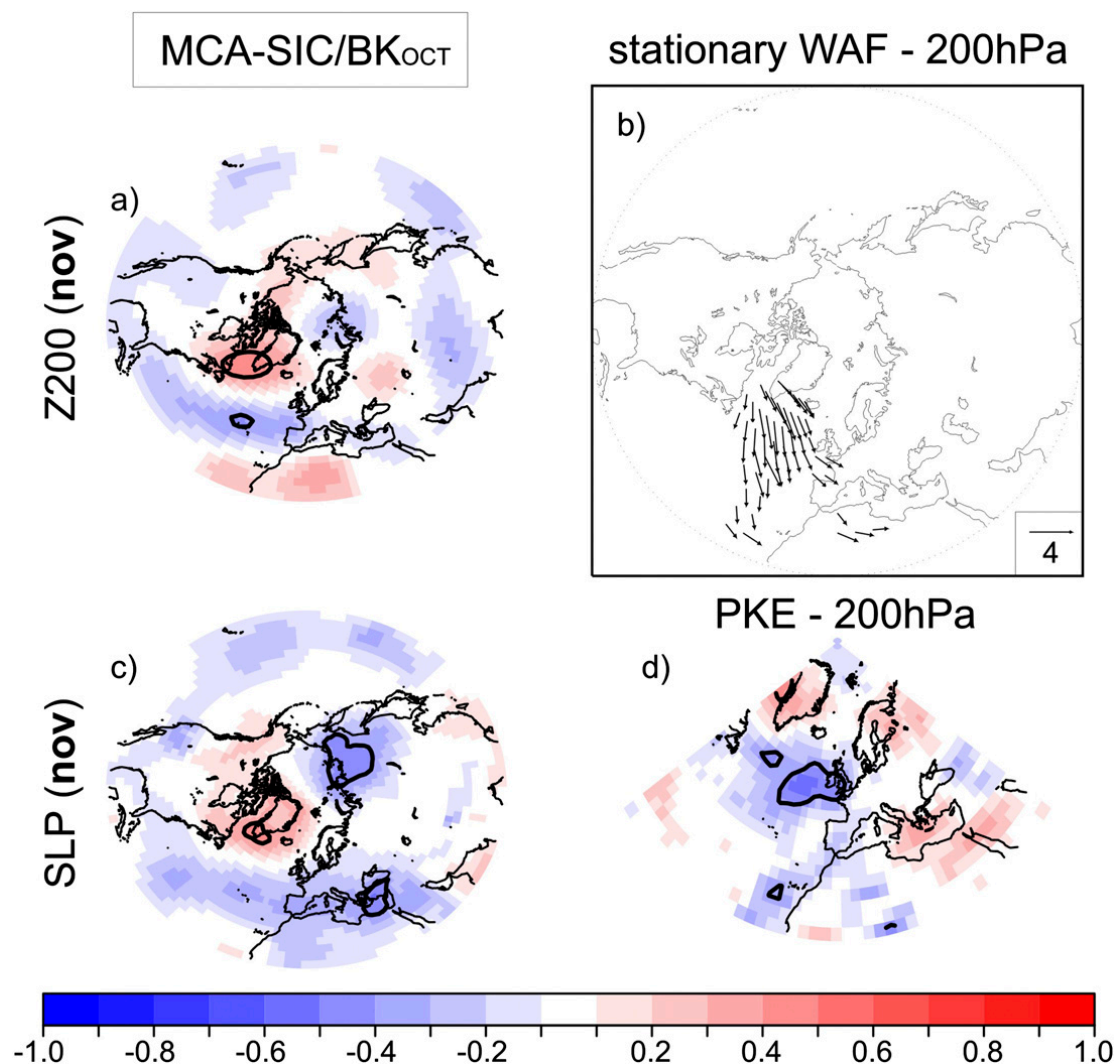 MCA-SIC/BKOCT
stationary WAF - 200hPa
a)
b)
Z200 (nov)
4
PKE - 200hPa
c)
d)
SLP (nov)
-1.0 -0.8 -0.6 -0.4 -0.2 0.2 0.4 0.6 0.8 1.0